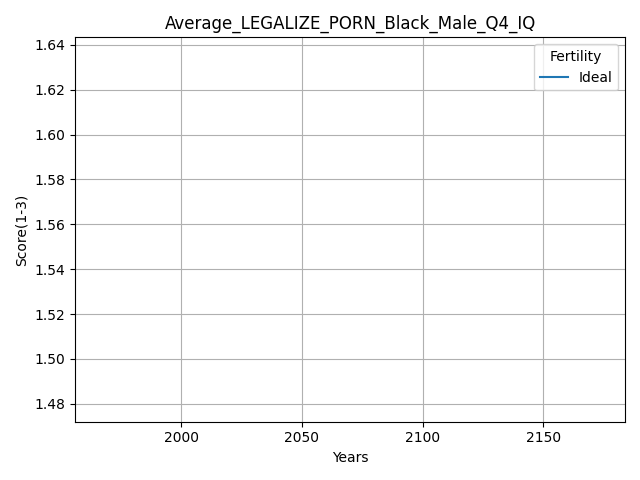 Average_LEGALIZE_PORN_Black_Male_Q4_IQ
Fertility
Ideal
Score(1-3)
1.64
1.62
1.60
1.58
1.56
1.54
1.52
1.50
1.48
2000 2050 2100 2150
Years